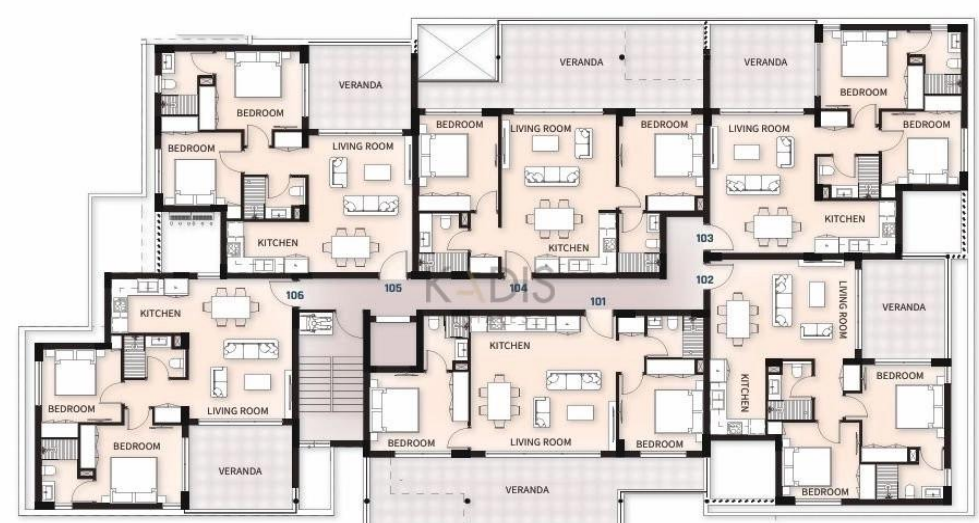 VERANDA
VERANDA
VERANDA
BEDROOM
BEDROOM
BEDROOM
LIVING ROOM
BEDROOM
LIVING ROOM
BEDROOM
LIVING ROOM
BEDROOM
KITCHEN
KITCHEN
KITCHEN
103
106
105
104
101
102
KADIS
KITCHEN
KITCHEN
LIVING ROOM
VERANDA
BEDROOM
LIVING ROOM
BEDROOM
BEDROOM
LIVING ROOM
BEDROOM
KITCHEN
BEDROOM
VERANDA
VERANDA
BEDROOM